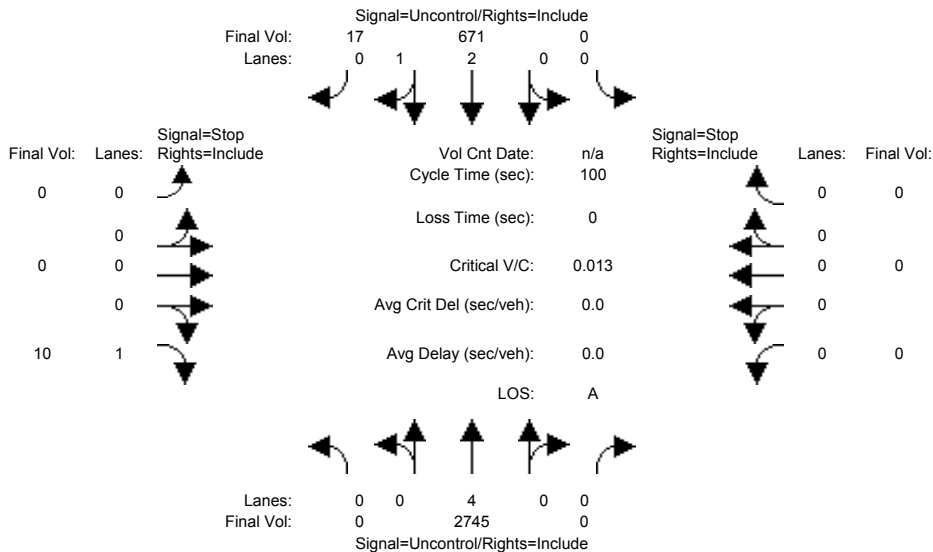 Signal=Uncontrol/Rights=Include
Final Vol: 17 671 0
Lanes: 0 1 2 0 0
Signal=Stop Signal=Stop
Final Vol: Lanes: Rights=Include Vol Cnt Date: n/a Rights=Include Lanes: Final Vol:
Cycle Time (sec): 100
0 0 0 0
Loss Time (sec): 0
0 0
0 0 Critical V/C: 0.013 0 0
0 Avg Crit Del (sec/veh): 0.0 0
10 1 Avg Delay (sec/veh): 0.0 0 0
LOS: A
Lanes: 0 0 4 0 0
Final Vol: 0 2745 0
Signal=Uncontrol/Rights=Include